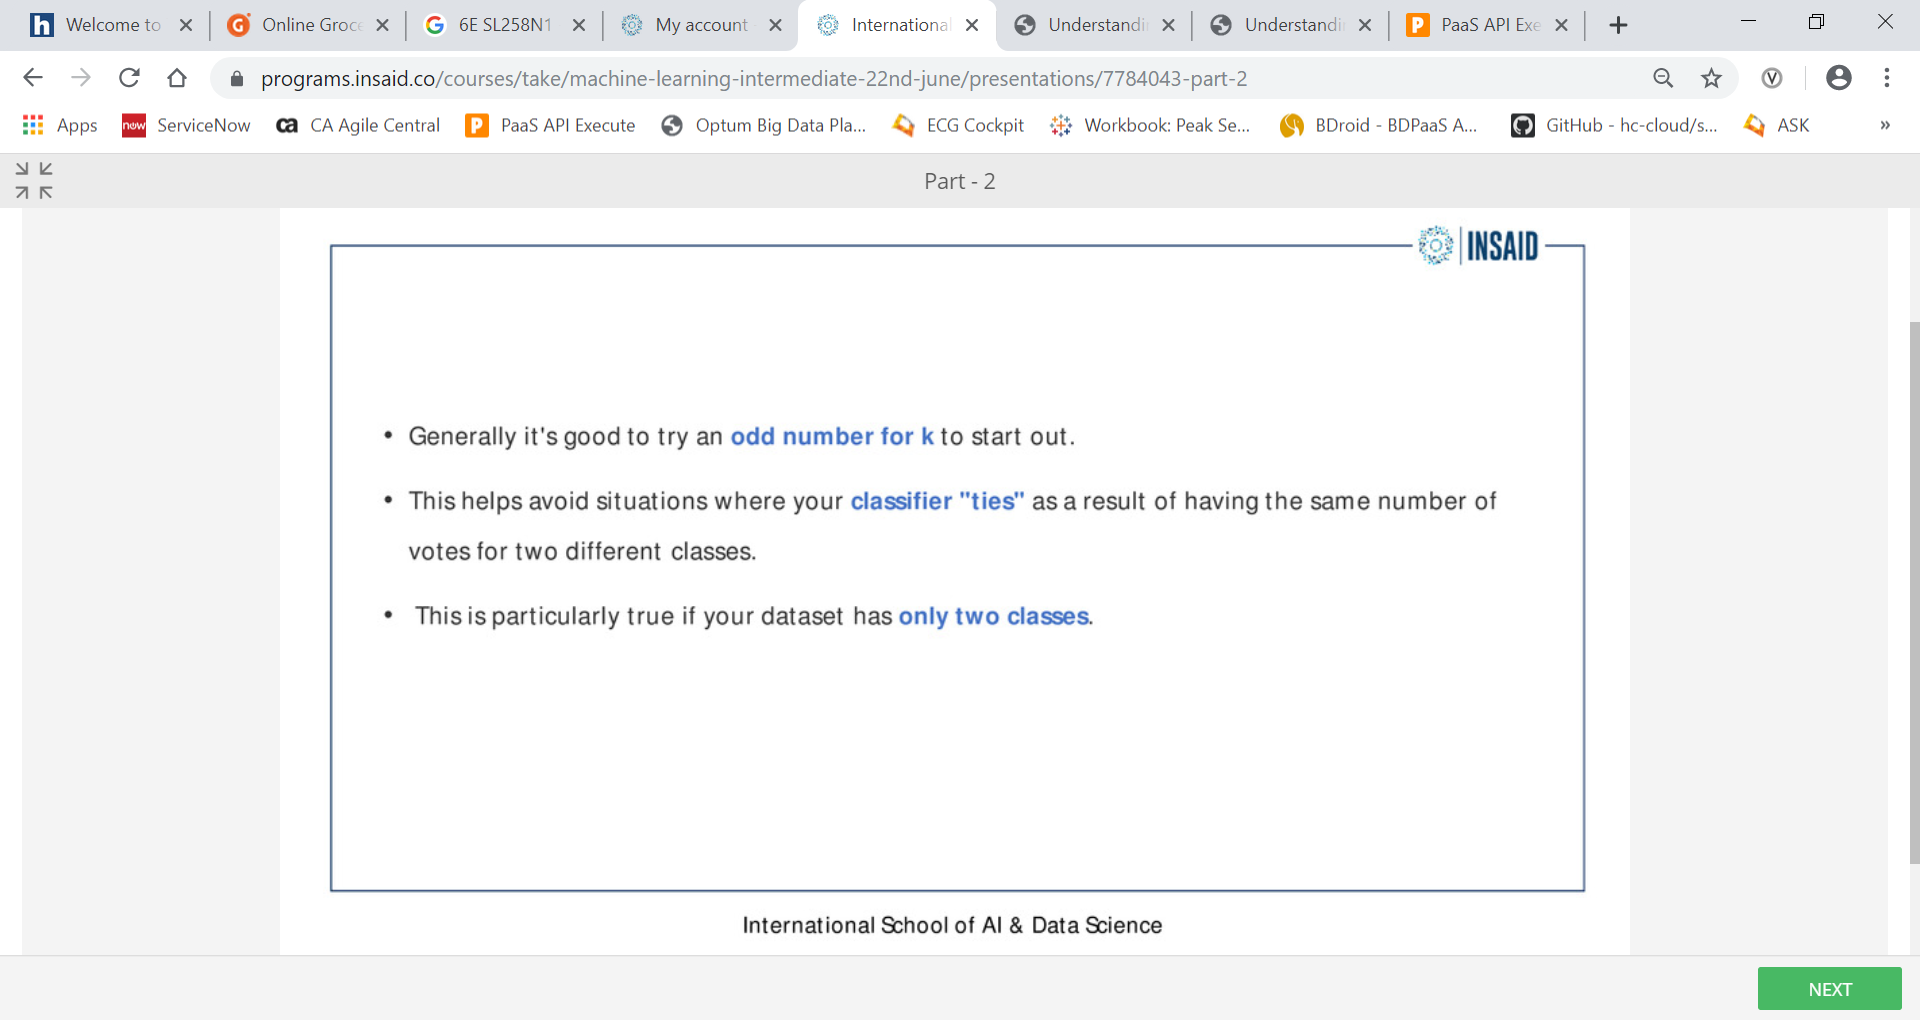 Welcome to
Online Groce
6E SL258N1
My account
International
Understandin
Understandin
PaaS API Exe
programs.insaid.co/courses/take/machine-learning-intermediate-22nd-june/presentations/7784043-part-2
Apps
now ServiceNow
ca CA Agile Central
P PaaS API Execute
Optum Big Data Pla...
ECG Cockpit
Workbook: Peak Se...
BDroid - BDPaaS A...
GitHub - hc-cloud/s...
ASK
»
Part - 2
INSAID
• Generally it's good to try an odd number for k to start out.
• This helps avoid situations where your classifier "ties" as a result of having the same number of
votes for two different classes.
• This is particularly true if your dataset has only two classes.
International School of AI & Data Science
NEXT